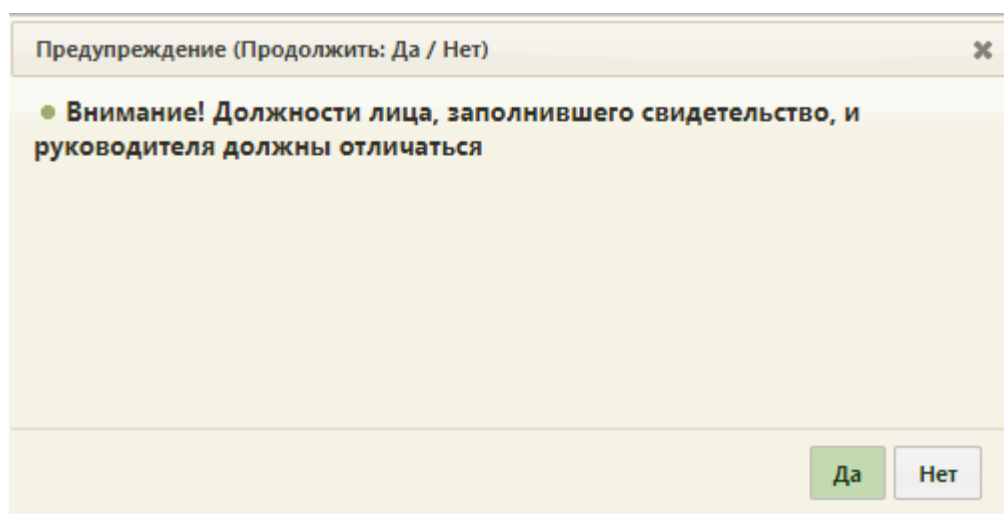 Предупреждение (Продолжить: Да / Нет)
Внимание! Должности лица, заполнившего свидетельство, и
руководителя должны отличаться
Да
Нет